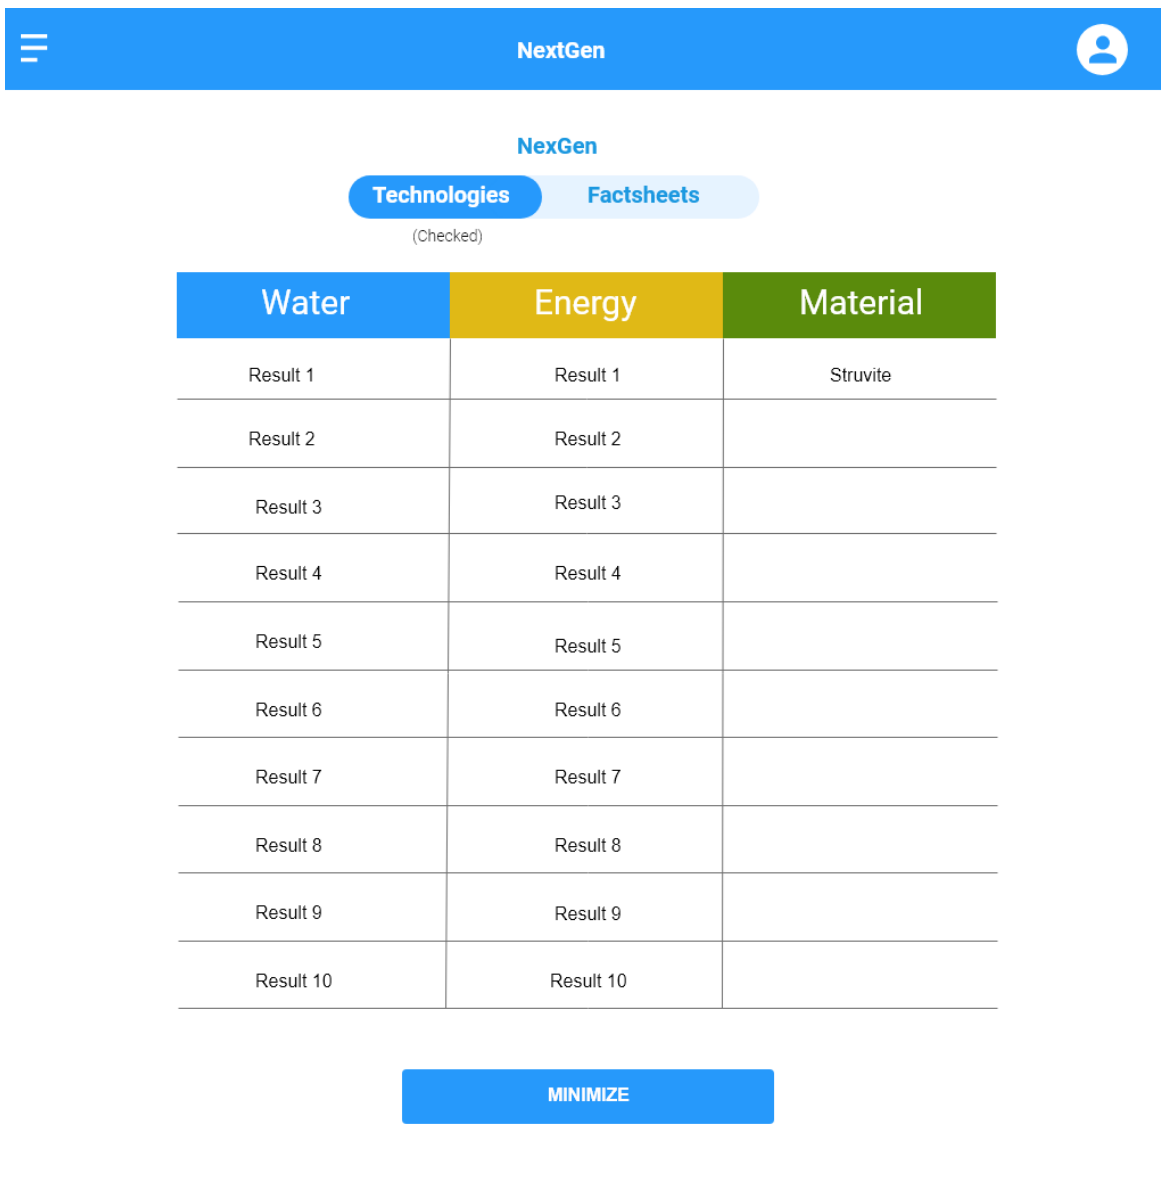 NextGen
NexGen
Technologies Factsheets
(Checked)
Water Energy Material
Result 1 Result 1 Struvite
Result 2 Result 2
Result 3 Result 3
Result 4 Result 4
Result 5 Result 5
Result 6 Result 6
Result 7 Result 7
Result 8 Result 8
Result 9 Result 9
Result 10 Result 10
MINIMIZE